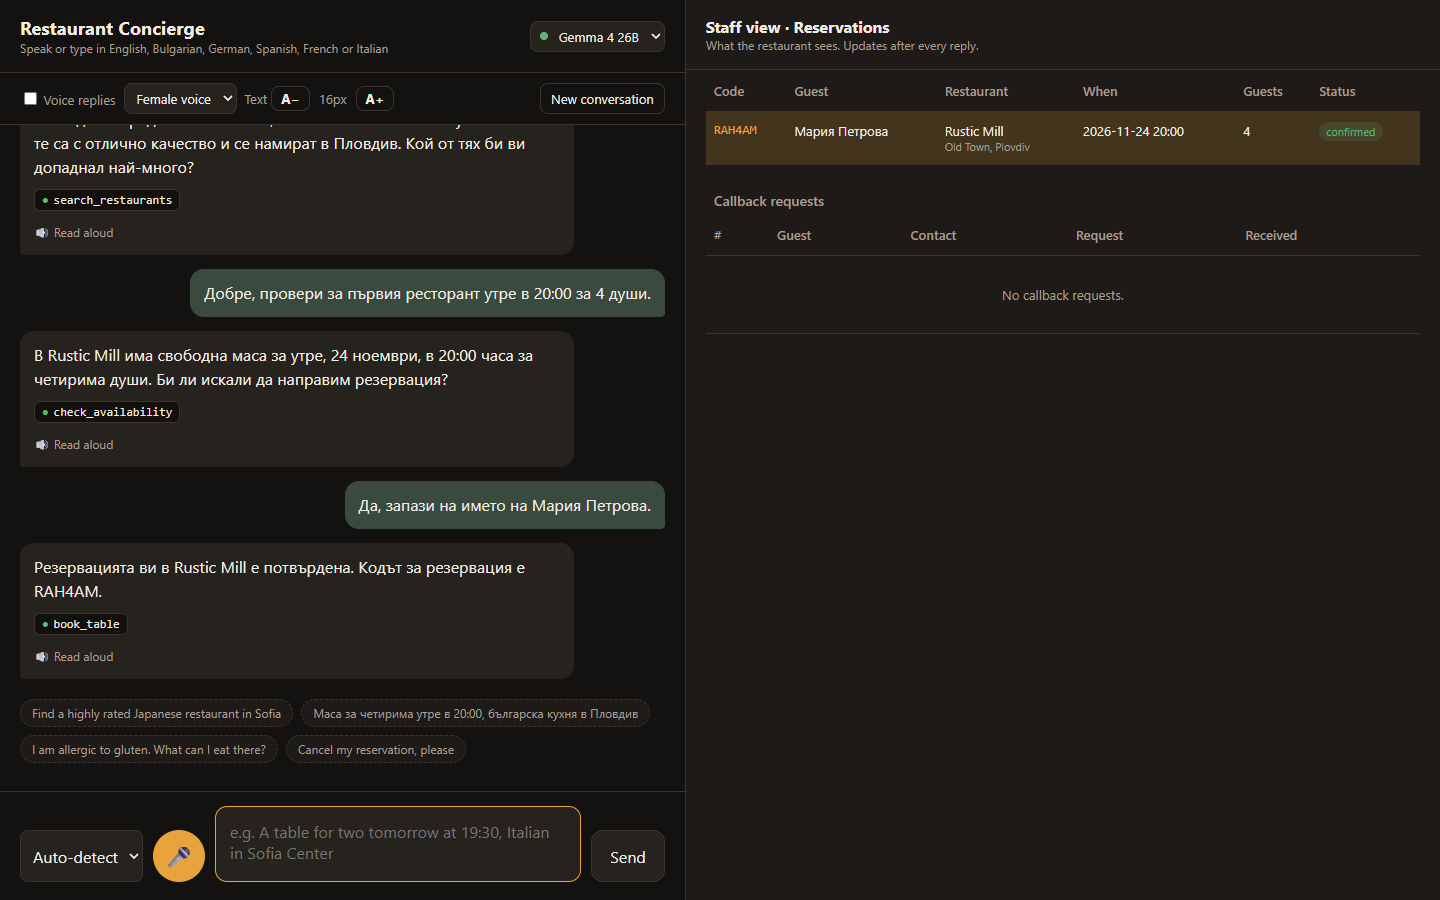 Restaurant Concierge
Speak or type in English, Bulgarian, German, Spanish, French or Italian
Gemma 4 26B
Voice replies
Female voice
Text
A−
16px
A+
New conversation
те са с отлично качество и се намират в Пловдив. Кой от тях би ви
допаднал най-много?
search_restaurants
Read aloud
Добре, провери за първия ресторант утре в 20:00 за 4 души.
В Rustic Mill има свободна маса за утре, 24 ноември, в 20:00 часа за
четирима души. Би ли искали да направим резервация?
check_availability
Read aloud
Да, запази на името на Мария Петрова.
Резервацията ви в Rustic Mill е потвърдена. Кодът за резервация е
RAH4AM.
book_table
Read aloud
Find a highly rated Japanese restaurant in Sofia
Маса за четирима утре в 20:00, българска кухня в Пловдив
I am allergic to gluten. What can I eat there?
Cancel my reservation, please
Auto-detect
e.g. A table for two tomorrow at 19:30, Italian
in Sofia Center
Send
Staff view · Reservations
What the restaurant sees. Updates after every reply.
Code Guest Restaurant When Guests Status
RAH4AM Мария Петрова Rustic Mill 2026-11-24 20:00 4 confirmed
Old Town, Plovdiv
Callback requests
# Guest Contact Request Received
No callback requests.